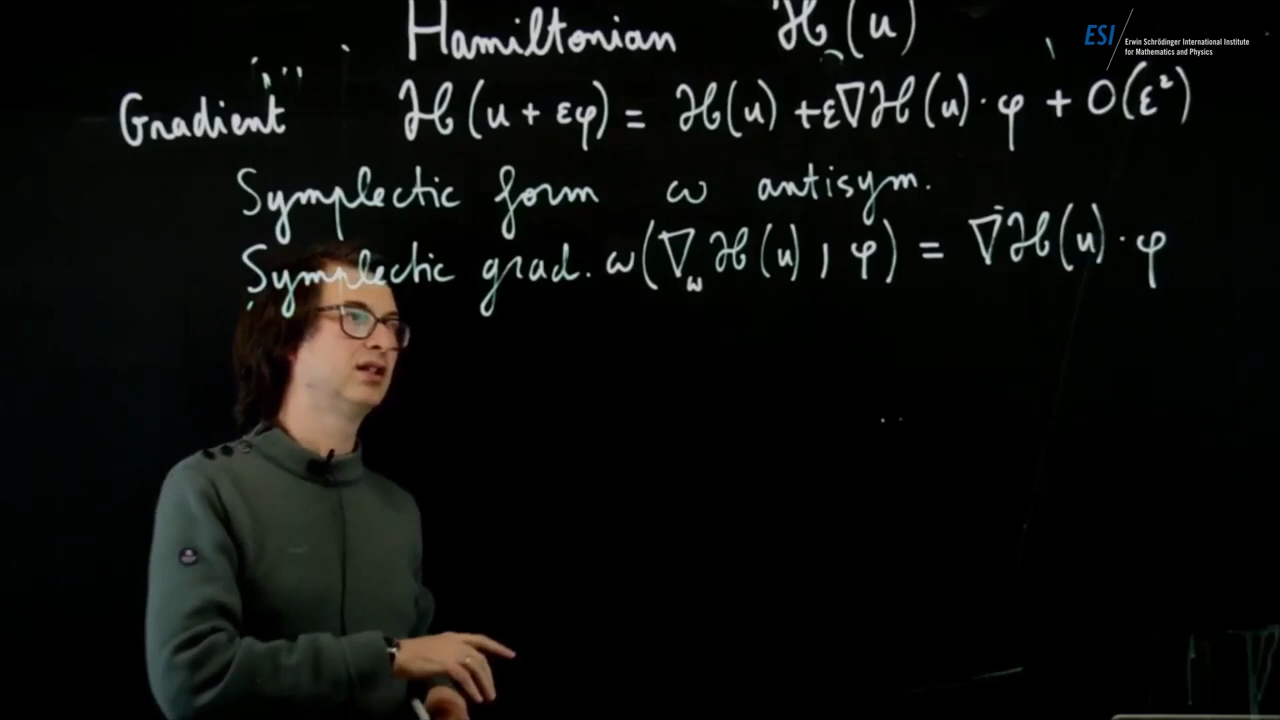 Hamiltonian ℋ(u)
ESI Erwin Schrödinger International Institute
for Mathematics and Physics
Gradient ℋ(u + εφ) = ℋ(u) + ε∇ℋ(u)·φ + O(ε²)
Symplectic form ω antisym.
Symplectic grad. ω(∇_ω ℋ(u), φ) = ∇ℋ(u)·φ